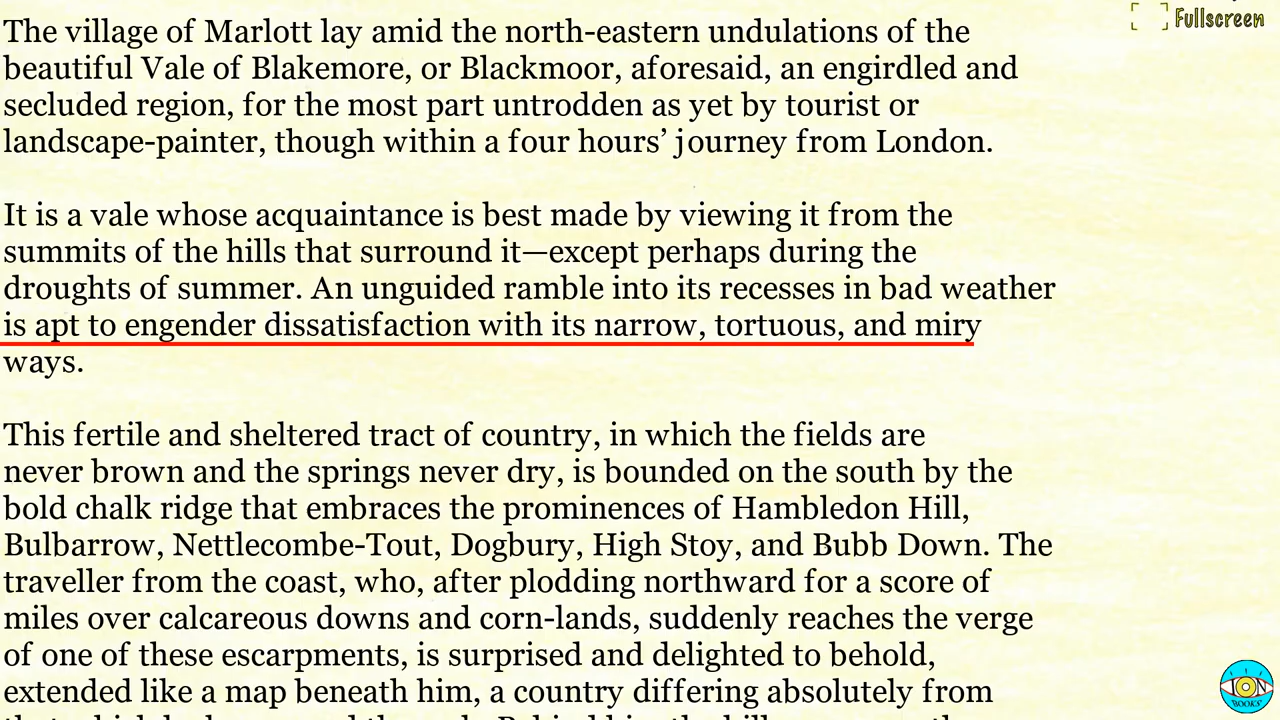 Fullscreen
The village of Marlott lay amid the north-eastern undulations of the
beautiful Vale of Blakemore, or Blackmoor, aforesaid, an engirdled and
secluded region, for the most part untrodden as yet by tourist or
landscape-painter, though within a four hours’ journey from London.
It is a vale whose acquaintance is best made by viewing it from the
summits of the hills that surround it—except perhaps during the
droughts of summer. An unguided ramble into its recesses in bad weather
is apt to engender dissatisfaction with its narrow, tortuous, and miry
ways.
This fertile and sheltered tract of country, in which the fields are
never brown and the springs never dry, is bounded on the south by the
bold chalk ridge that embraces the prominences of Hambledon Hill,
Bulbarrow, Nettlecombe-Tout, Dogbury, High Stoy, and Bubb Down. The
traveller from the coast, who, after plodding northward for a score of
miles over calcareous downs and corn-lands, suddenly reaches the verge
of one of these escarpments, is surprised and delighted to behold,
extended like a map beneath him, a country differing absolutely from
ION
BOOKS